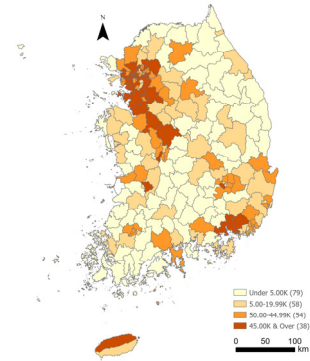 N
Under 5.00K (79)
5.00-19.99K (58)
50.00-44.99K (54)
45.00K & Over (38)
0 50 100
km